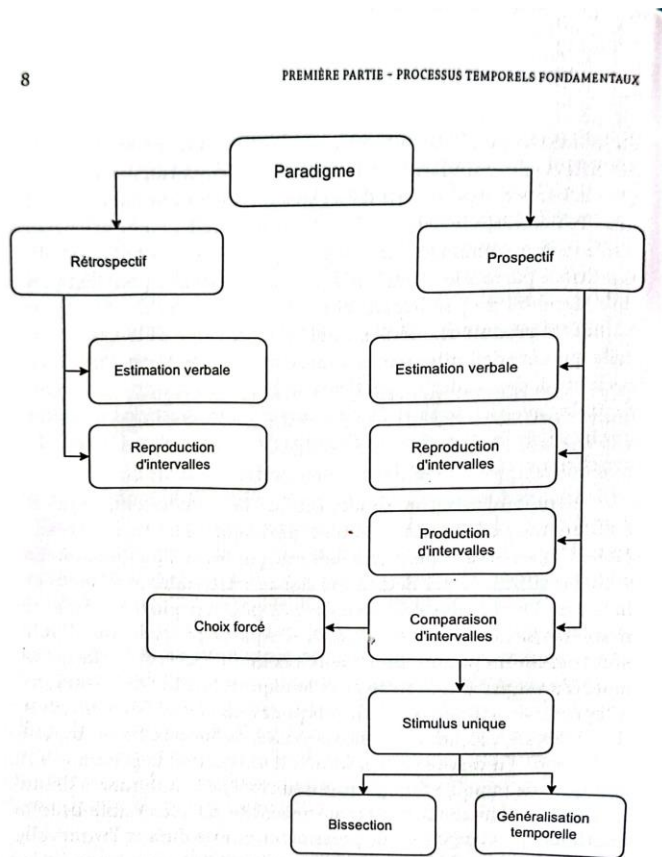 8
PREMIÈRE PARTIE – PROCESSUS TEMPORELS FONDAMENTAUX
Paradigme
Rétrospectif
Prospectif
Estimation verbale
Estimation verbale
Reproduction
d'intervalles
Reproduction
d'intervalles
Production
d'intervalles
Choix forcé
Comparaison
d'intervalles
Stimulus unique
Bissection
Généralisation
temporelle